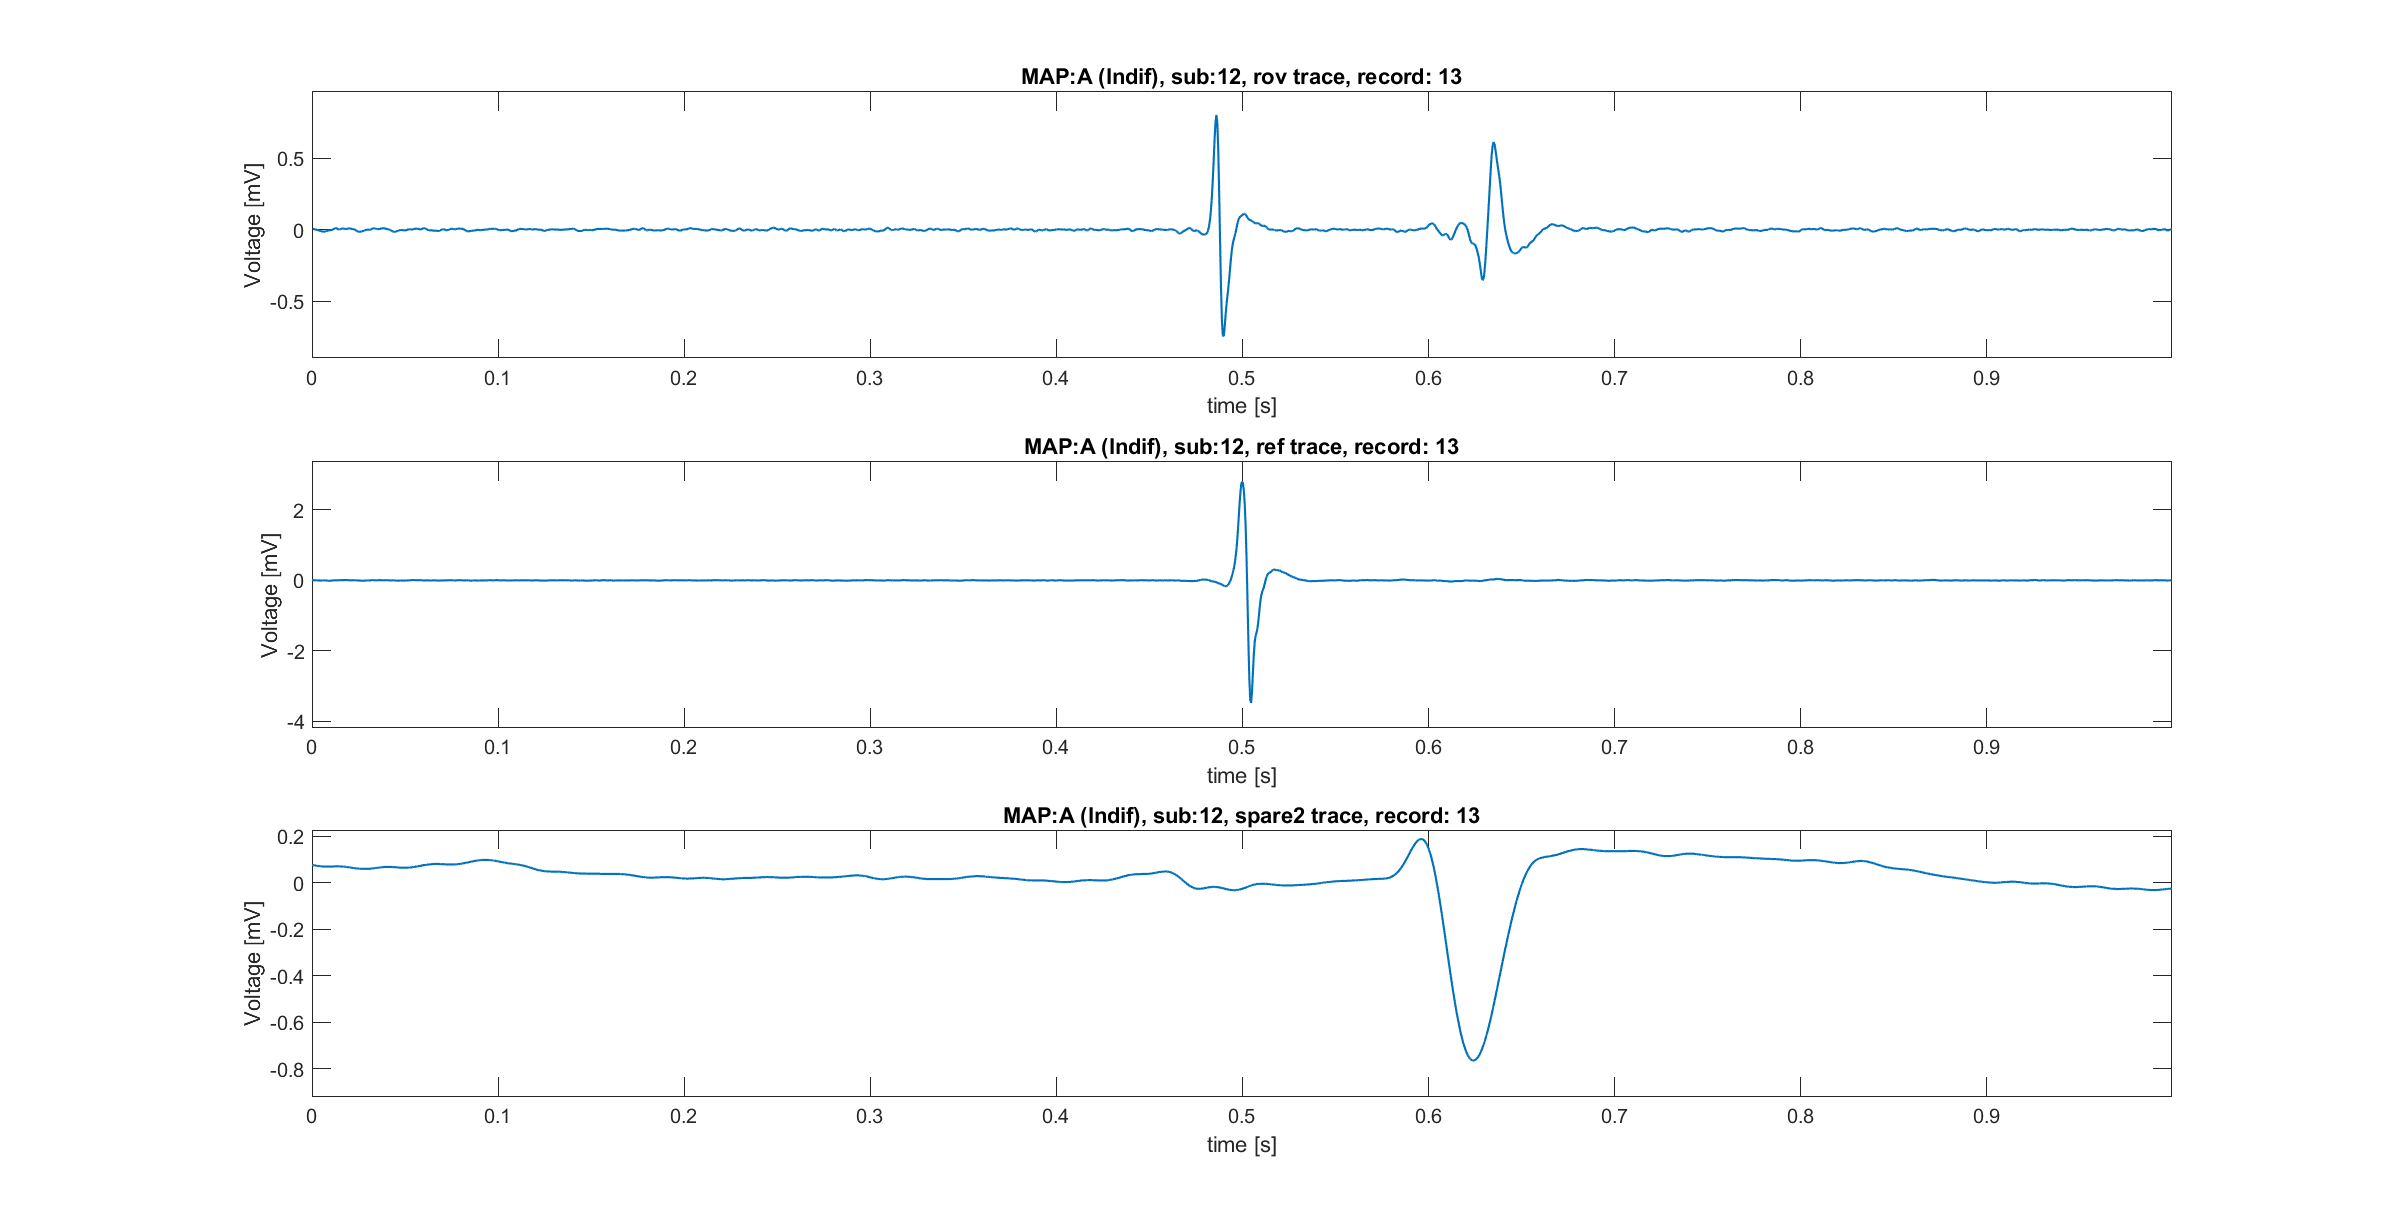 MAP:A (Indif), sub:12, rov trace, record: 13
Voltage [mV]
0.5
0
-0.5
0 0.1 0.2 0.3 0.4 0.5 0.6 0.7 0.8 0.9
time [s]
MAP:A (Indif), sub:12, ref trace, record: 13
Voltage [mV]
2
0
-2
-4
0 0.1 0.2 0.3 0.4 0.5 0.6 0.7 0.8 0.9
time [s]
MAP:A (Indif), sub:12, spare2 trace, record: 13
Voltage [mV]
0.2
0
-0.2
-0.4
-0.6
-0.8
0 0.1 0.2 0.3 0.4 0.5 0.6 0.7 0.8 0.9
time [s]